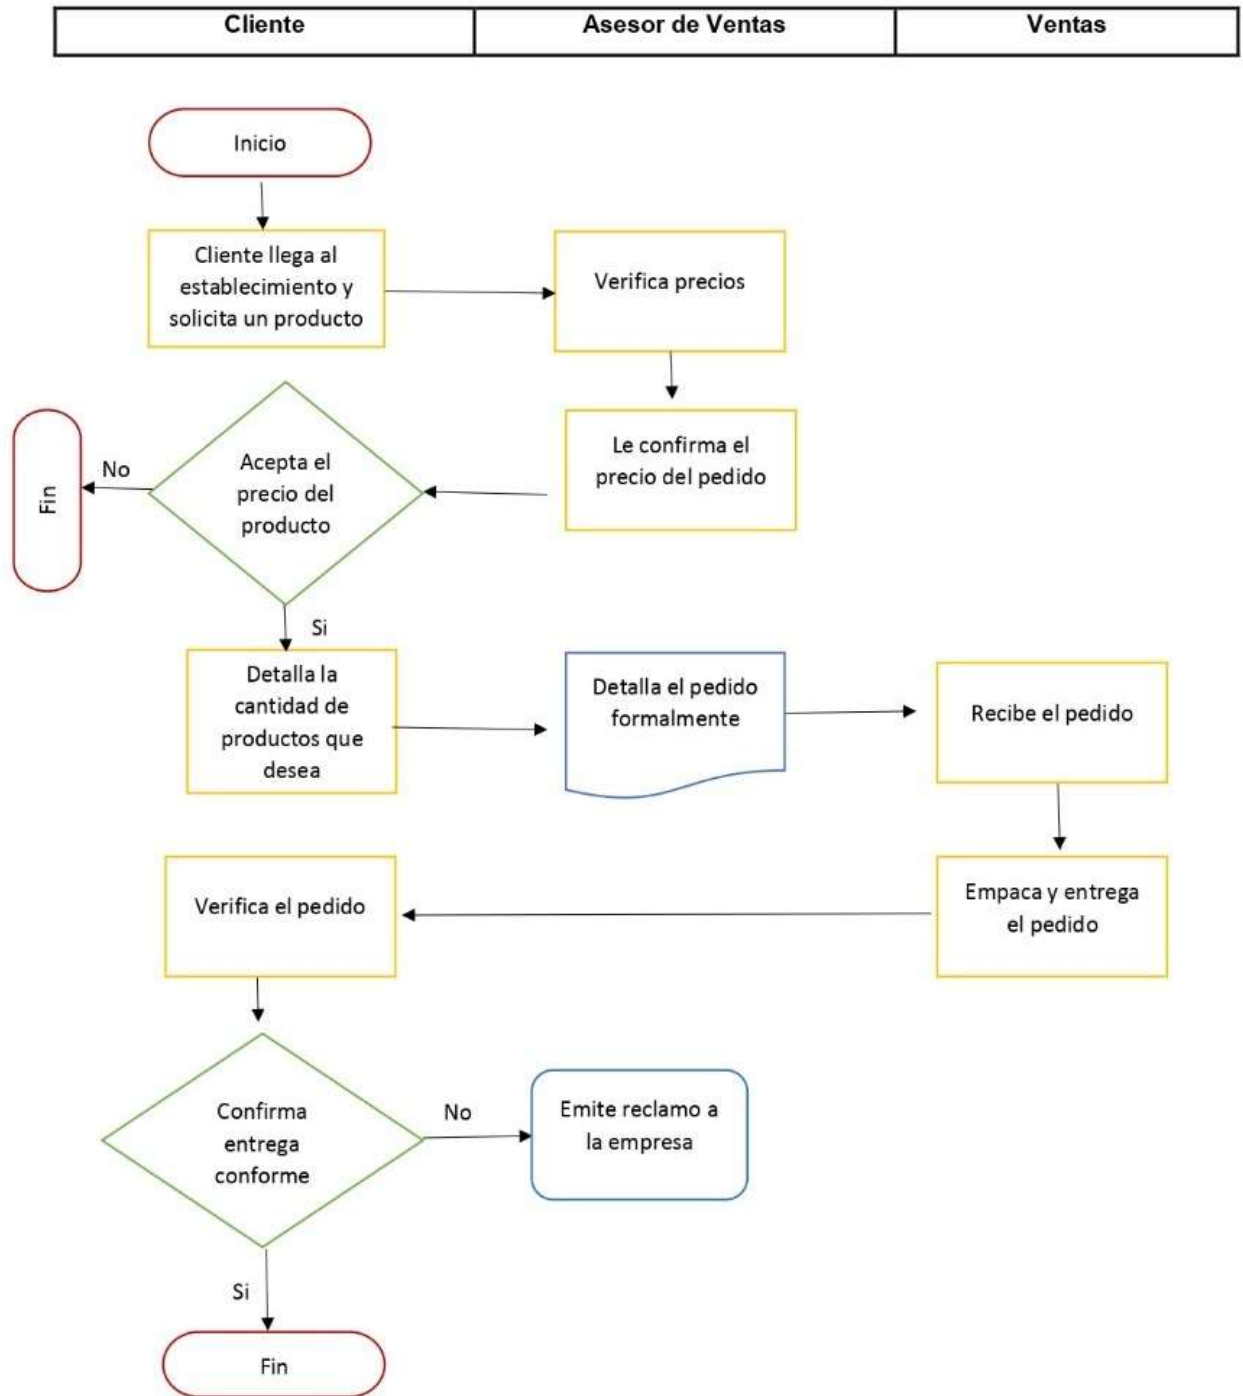 Cliente
Asesor de Ventas
Ventas
Inicio
Cliente llega al
establecimiento y
solicita un producto
Verifica precios
Le confirma el
precio del pedido
Acepta el
precio del
producto
No
Fin
Si
Detalla la
cantidad de
productos que
desea
Detalla el pedido
formalmente
Recibe el pedido
Empaca y entrega
el pedido
Verifica el pedido
Confirma
entrega
conforme
No
Emite reclamo a
la empresa
Si
Fin